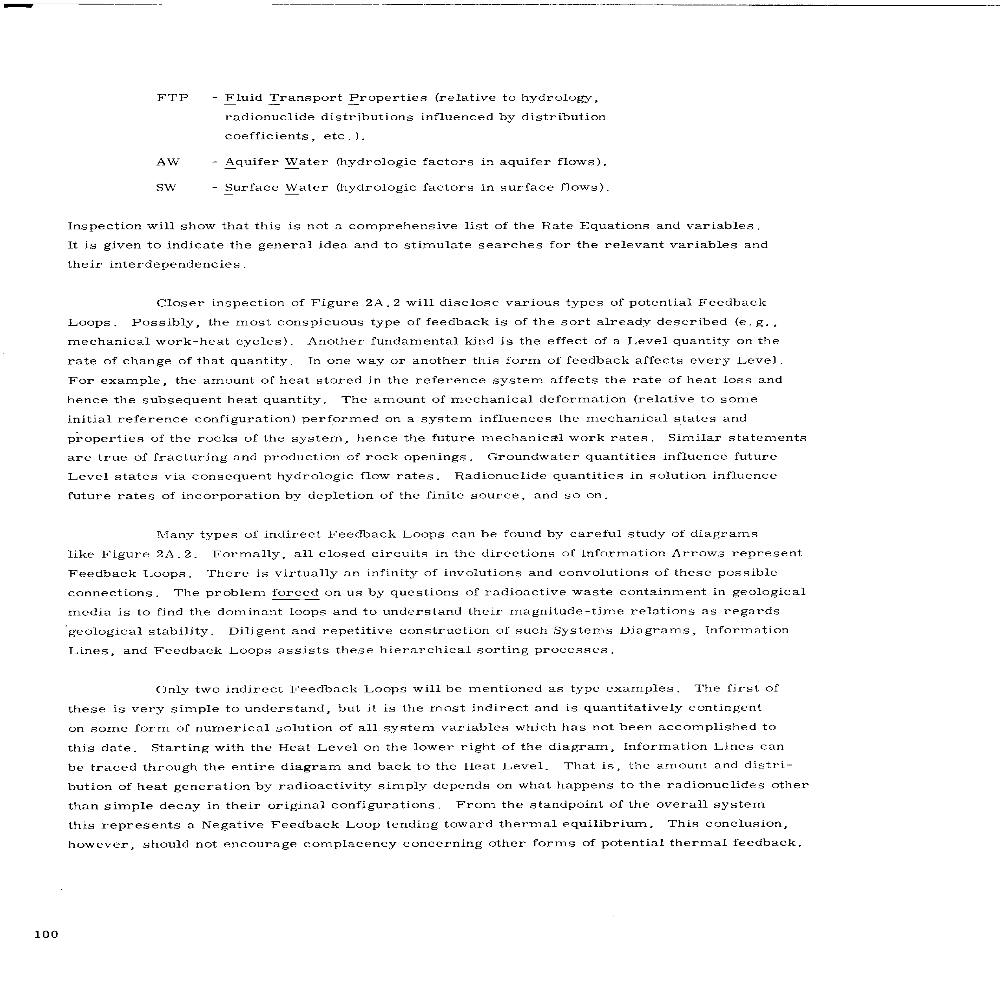 FTP - Fluid Transport Properties (relative to hydrology,
radionuclide distributions influenced by distribution
coefficients, etc.).
AW - Aquifer Water (hydrologic factors in aquifer flows).
SW - Surface Water (hydrologic factors in surface flows).
Inspection will show that this is not a comprehensive list of the Rate Equations and variables.
It is given to indicate the general idea and to stimulate searches for the relevant variables and
their interdependencies.
Closer inspection of Figure 2A.2 will disclose various types of potential Feedback
Loops. Possibly, the most conspicuous type of feedback is of the sort already described (e.g.,
mechanical work-heat cycles). Another fundamental kind is the effect of a Level quantity on the
rate of change of that quantity. In one way or another this form of feedback affects every Level.
For example, the amount of heat stored in the reference system affects the rate of heat loss and
hence the subsequent heat quantity. The amount of mechanical deformation (relative to some
initial reference configuration) performed on a system influences the mechanical states and
properties of the rocks of the system, hence the future mechanical work rates. Similar statements
are true of fracturing and production of rock openings. Groundwater quantities influence future
Level states via consequent hydrologic flow rates. Radionuclide quantities in solution influence
future rates of incorporation by depletion of the finite source, and so on.
Many types of indirect Feedback Loops can be found by careful study of diagrams
like Figure 2A.2. Formally, all closed circuits in the directions of Information Arrows represent
Feedback Loops. There is virtually an infinity of involutions and convolutions of these possible
connections. The problem forced on us by questions of radioactive waste containment in geological
media is to find the dominant loops and to understand their magnitude-time relations as regards
geological stability. Diligent and repetitive construction of such Systems Diagrams, Information
Lines, and Feedback Loops assists these hierarchical sorting processes.
Only two indirect Feedback Loops will be mentioned as type examples. The first of
these is very simple to understand, but it is the most indirect and is quantitatively contingent
on some form of numerical solution of all system variables which has not been accomplished to
this date. Starting with the Heat Level on the lower right of the diagram, Information Lines can
be traced through the entire diagram and back to the Heat Level. That is, the amount and distri-
bution of heat generation by radioactivity simply depends on what happens to the radionuclides other
than simple decay in their original configurations. From the standpoint of the overall system
this represents a Negative Feedback Loop tending toward thermal equilibrium. This conclusion,
however, should not encourage complacency concerning other forms of potential thermal feedback.
100